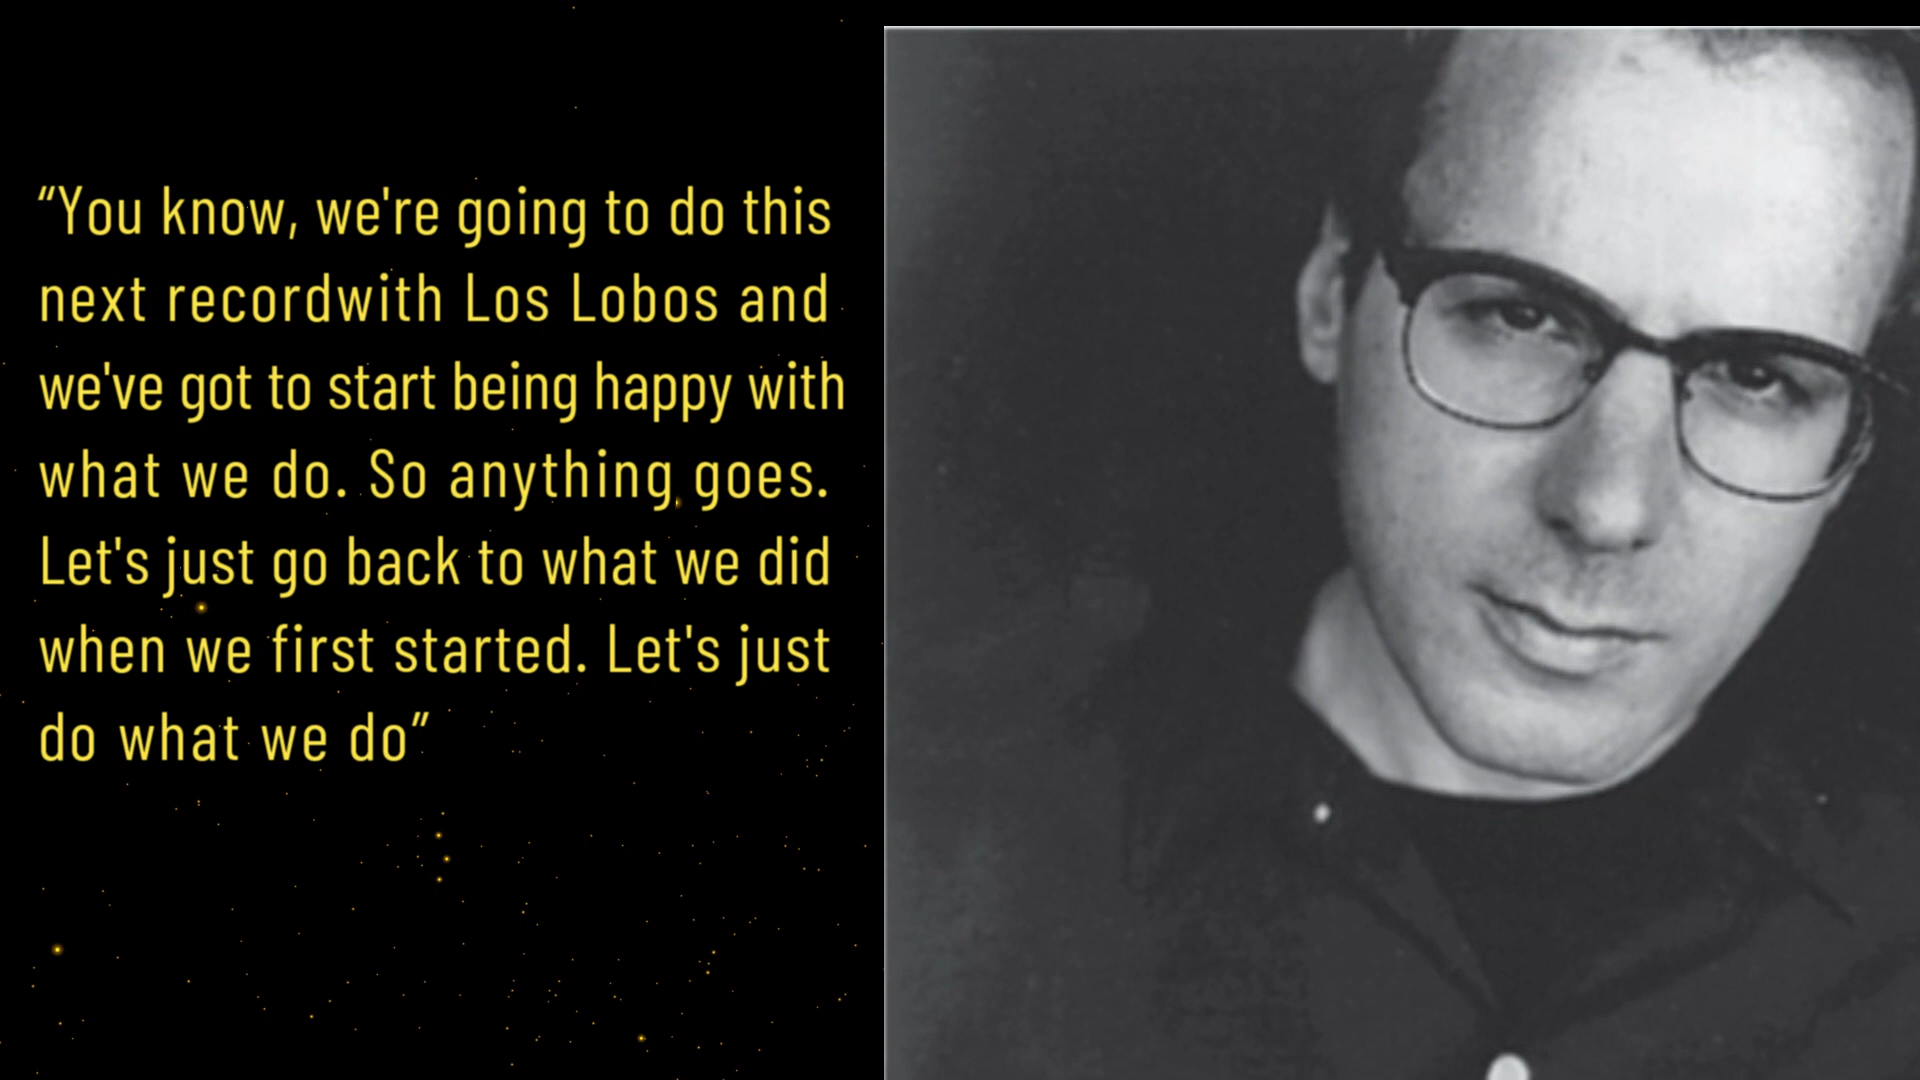 “You know, we're going to do this
next recordwith Los Lobos and
we've got to start being happy with
what we do. So anything goes.
Let's just go back to what we did
when we first started. Let's just
do what we do”